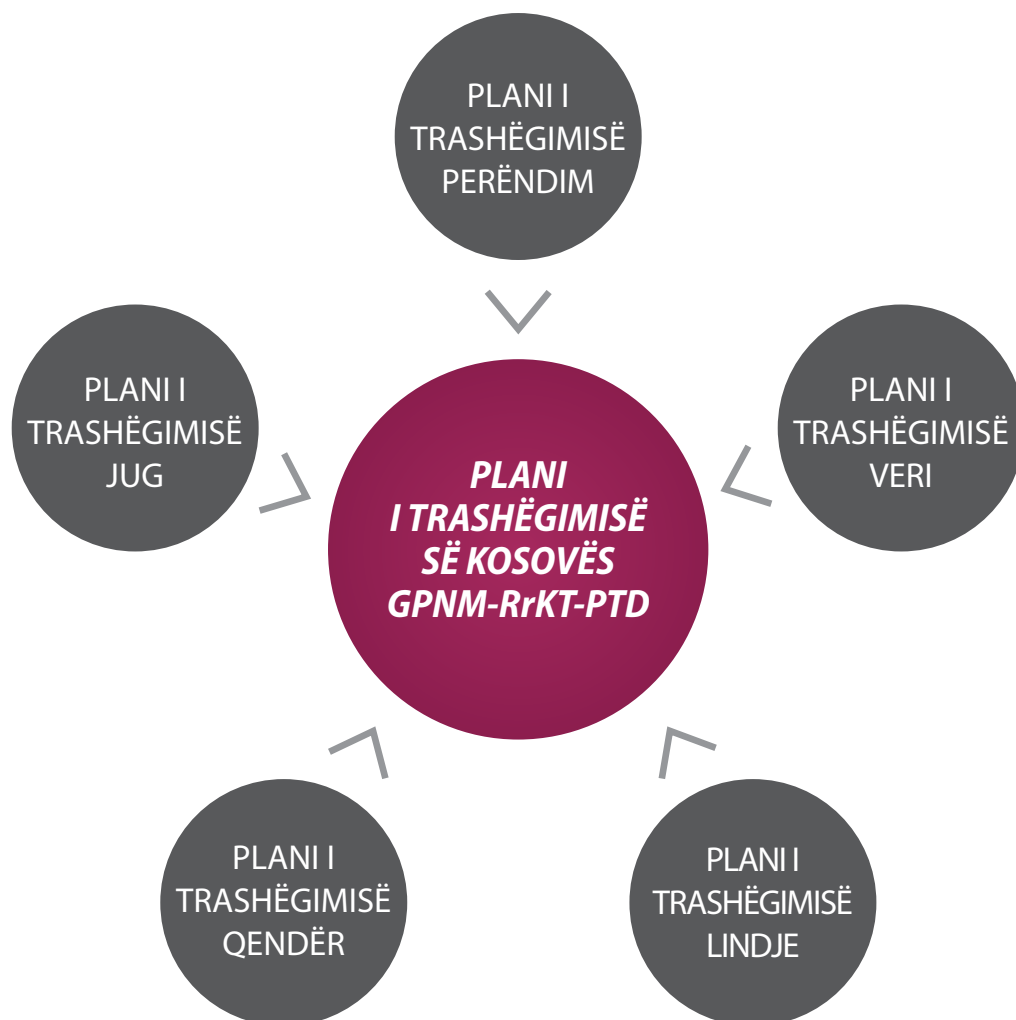 PLANI I
TRASHËGIMISË
PERËNDIM
PLANI I
TRASHËGIMISË
JUG
PLANI I
TRASHËGIMISË
VERI
PLANI
I TRASHËGIMISË
SË KOSOVËS
GPNM-RrKT-PTD
PLANI I
TRASHËGIMISË
QENDËR
PLANI I
TRASHËGIMISË
LINDJE